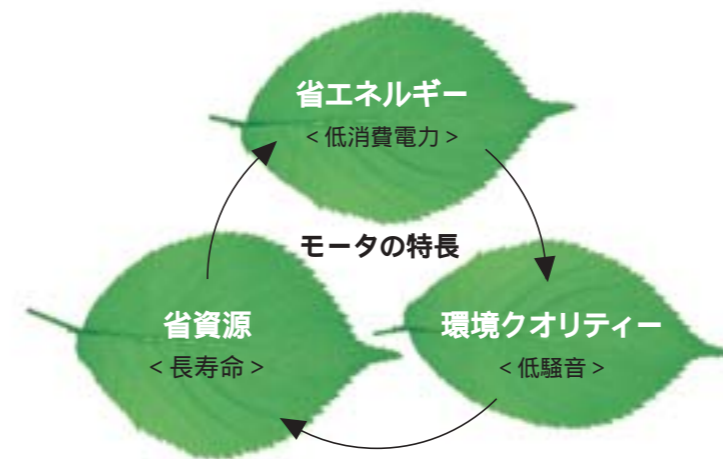 省エネルギー
<低消費電力>
モータの特長
省資源
<長寿命>
環境クオリティー
<低騒音>